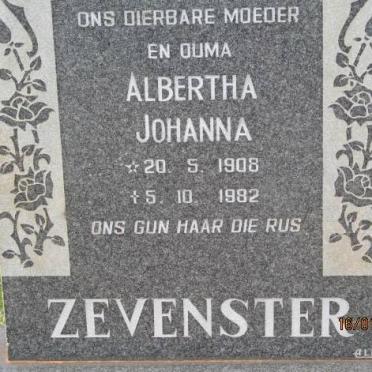 ONS DIERBARE MOEDER
EN OUMA
ALBERTHA
JOHANNA
☆20. 5. 1908
†5. 10. 1982
ONS GUN HAAR DIE RUS
ZEVENSTER